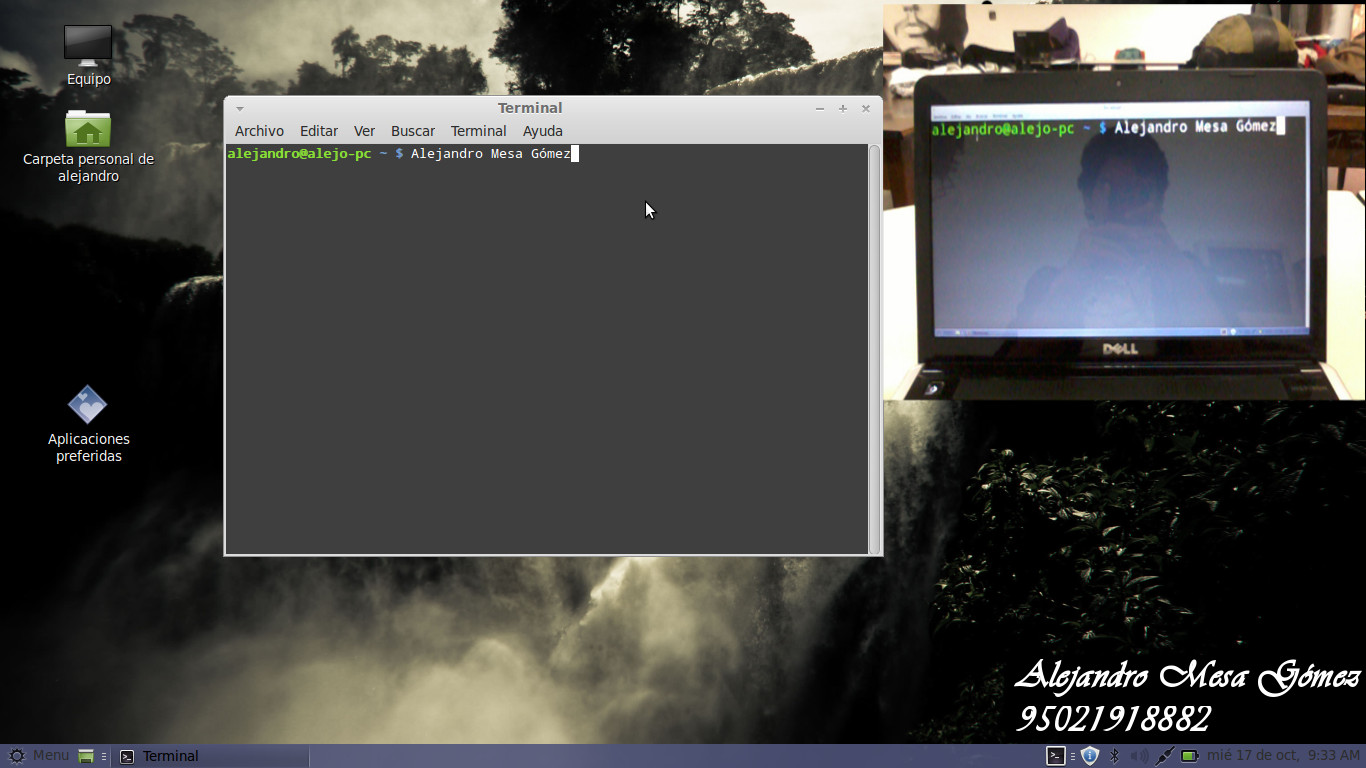 Equipo
Carpeta personal de
alejandro
Aplicaciones
preferidas
Terminal
Archivo Editar Ver Buscar Terminal Ayuda
alejandro@alejo-pc ~ $ Alejandro Mesa Gómez
alejandro@alejo-pc ~ $ Alejandro Mesa Gómez
DELL
Alejandro Mesa Gómez
95021918882
Menu
Terminal
mié 17 de oct, 9:33 AM